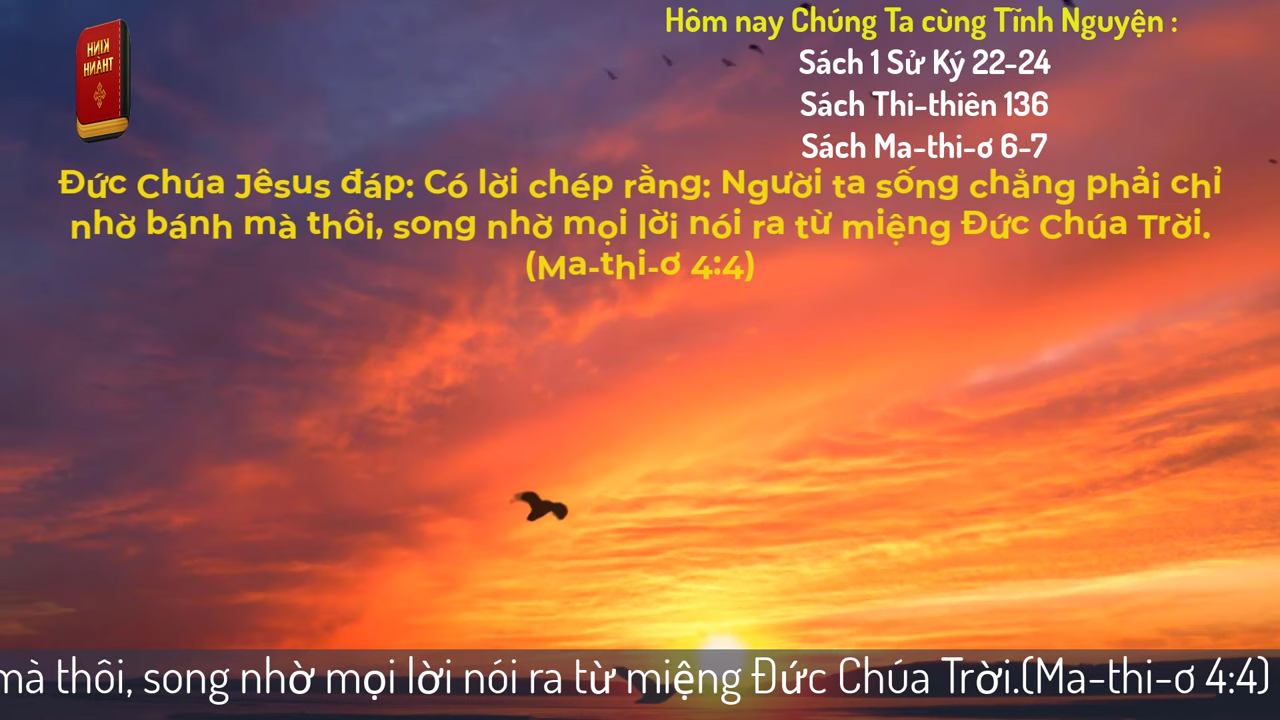 KINH
THÁNH
Hôm nay Chúng Ta cùng Tĩnh Nguyện :
Sách 1 Sử Ký 22-24
Sách Thi-thiên 136
Sách Ma-thi-ơ 6-7
Đức Chúa Jêsus đáp: Có lời chép rằng: Người ta sống chẳng phải chỉ
nhờ bánh mà thôi, song nhờ mọi lời nói ra từ miệng Đức Chúa Trời.
(Ma-thi-ơ 4:4)
mà thôi, song nhờ mọi lời nói ra từ miệng Đức Chúa Trời.(Ma-thi-ơ 4:4)